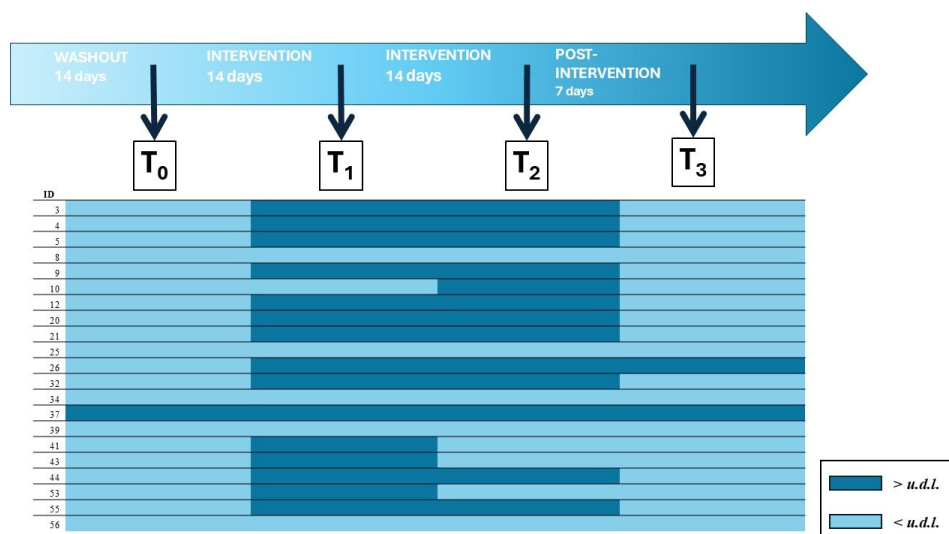 WASHOUT
14 days
INTERVENTION
14 days
INTERVENTION
14 days
POST-
INTERVENTION
7 days
T0
T1
T2
T3
ID
3
4
5
8
9
10
12
20
21
25
26
32
34
37
39
41
43
44
53
55
56
> u.d.l.
< u.d.l.